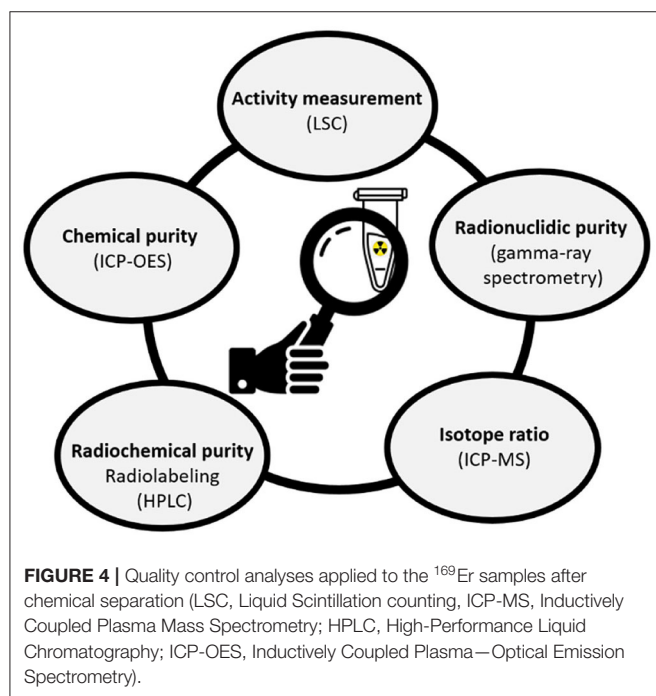 Activity measurement
(LSC)
Chemical purity
(ICP-OES)
Radionuclidic purity
(gamma-ray
spectrometry)
Radiochemical purity
Radiolabeling
(HPLC)
Isotope ratio
(ICP-MS)
FIGURE 4 | Quality control analyses applied to the ¹⁶⁹Er samples after
chemical separation (LSC, Liquid Scintillation counting, ICP-MS, Inductively
Coupled Plasma Mass Spectrometry; HPLC, High-Performance Liquid
Chromatography; ICP-OES, Inductively Coupled Plasma—Optical Emission
Spectrometry).